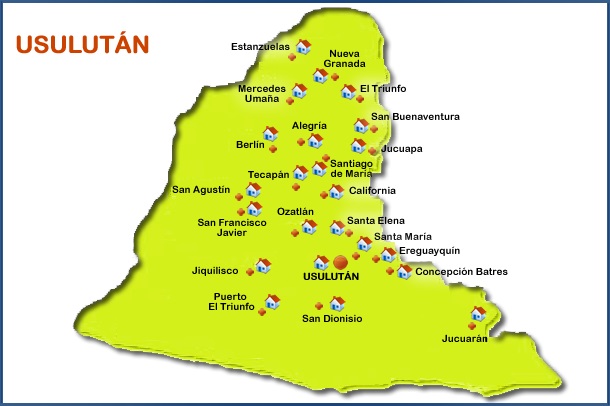 USULUTÁN
Estanzuelas
Nueva
Granada
Mercedes
Umaña
El Triunfo
San Buenaventura
Alegría
Berlín
Jucuapa
Santiago
de María
Tecapán
San Agustín
California
San Francisco
Javier
Ozatlán
Santa Elena
Santa María
Ereguayquín
Jiquilisco
USULUTÁN
Concepción Batres
Puerto
El Triunfo
San Dionisio
Jucuarán